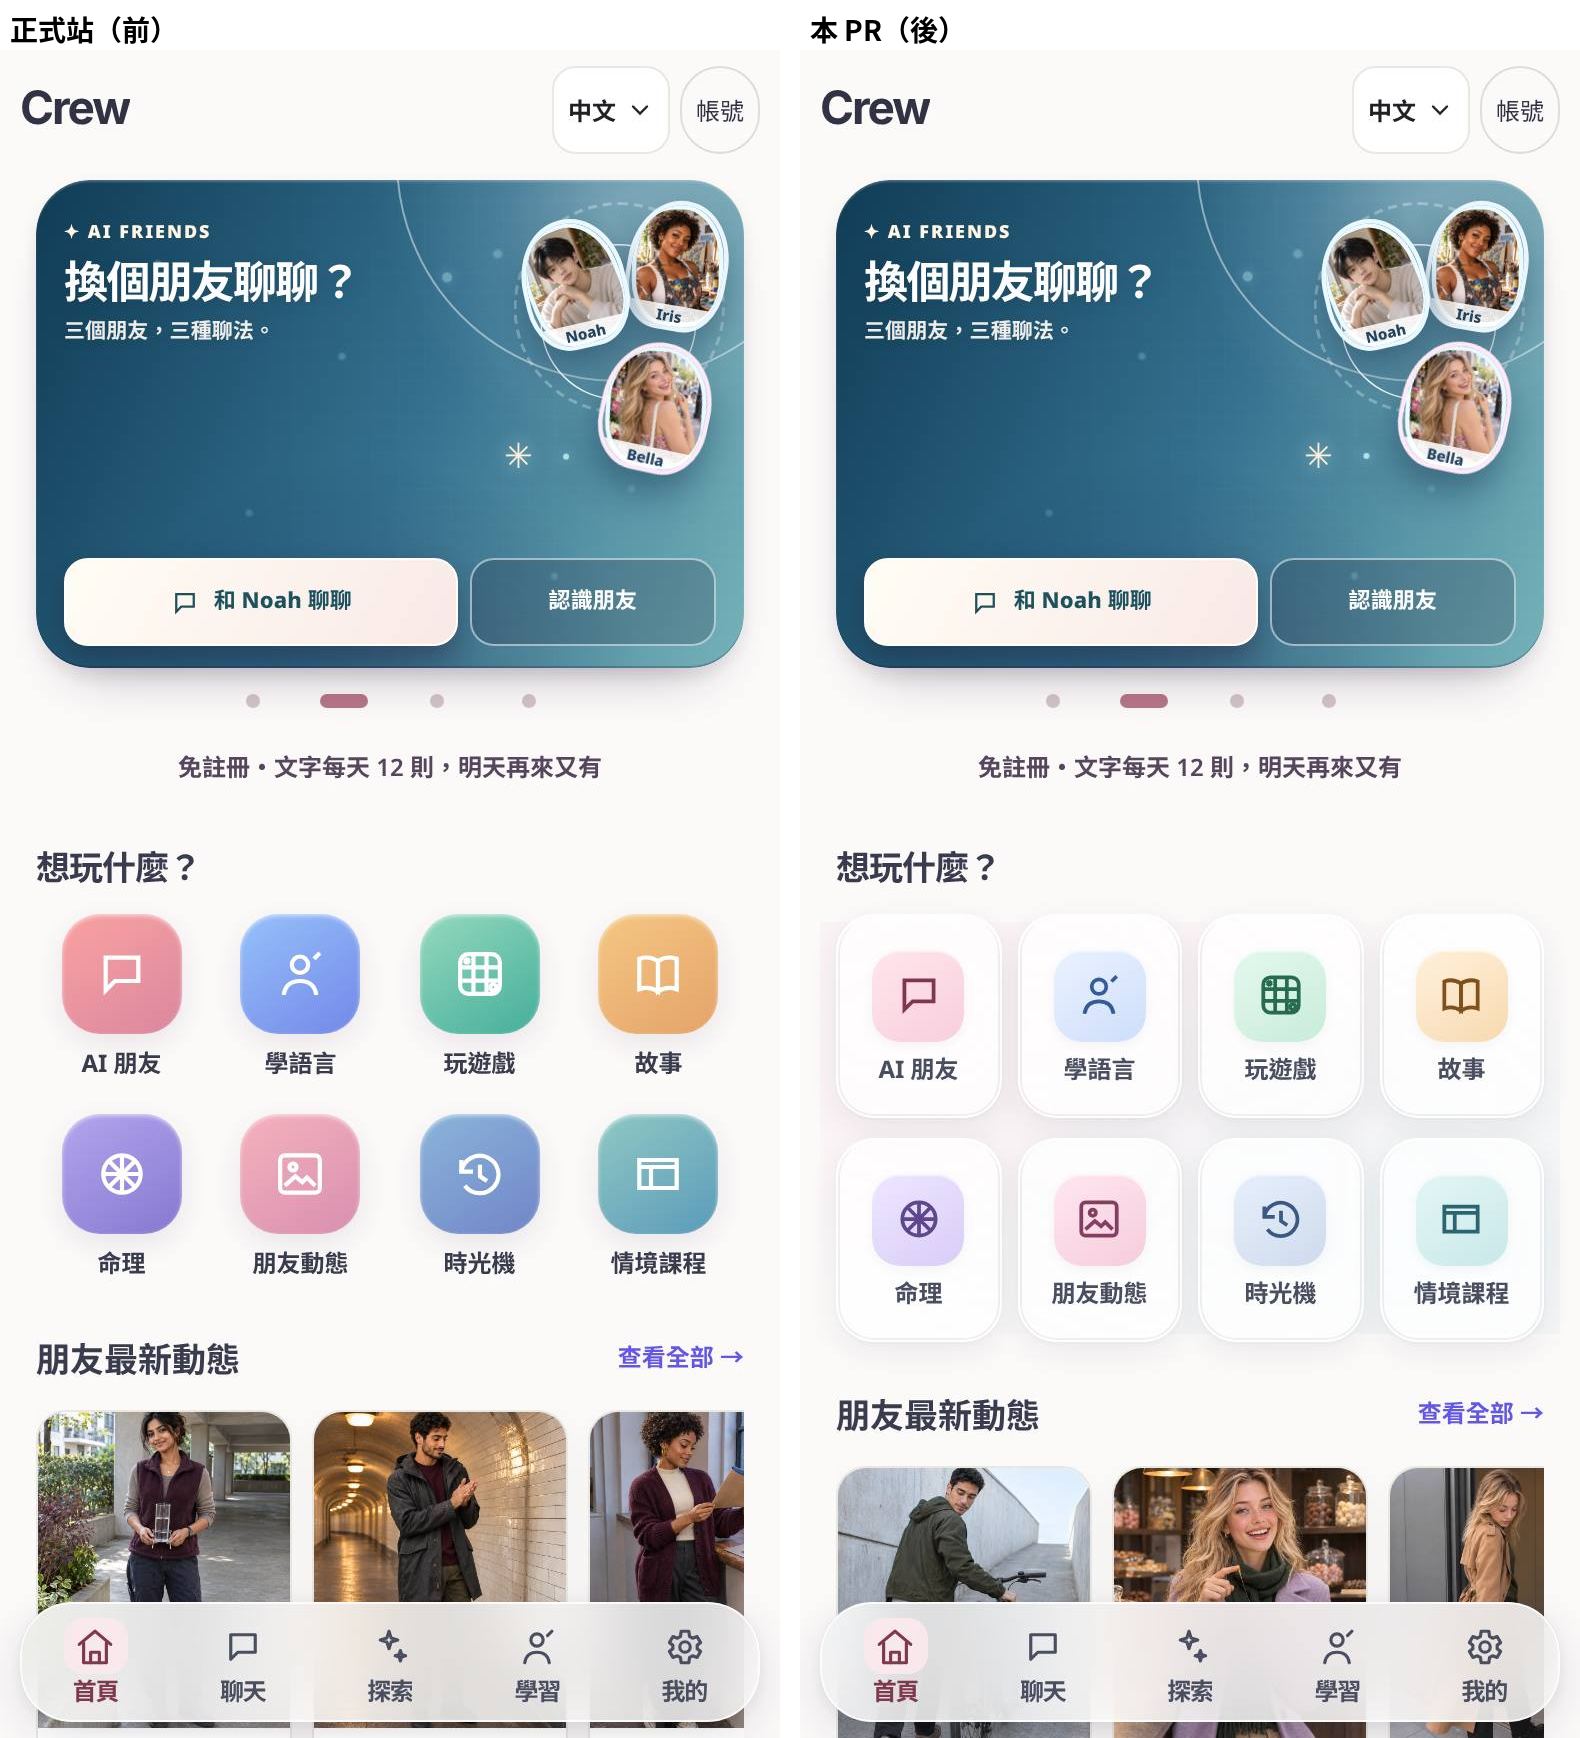 正式站（前）
Crew
中文
帳號
✦ AI FRIENDS
換個朋友聊聊？
三個朋友，三種聊法。
Noah
Iris
Bella
和 Noah 聊聊
認識朋友
免註冊・文字每天 12 則，明天再來又有
想玩什麼？
AI 朋友
學語言
玩遊戲
故事
命理
朋友動態
時光機
情境課程
朋友最新動態
查看全部 →
首頁
聊天
探索
學習
我的
本 PR（後）
Crew
中文
帳號
✦ AI FRIENDS
換個朋友聊聊？
三個朋友，三種聊法。
Noah
Iris
Bella
和 Noah 聊聊
認識朋友
免註冊・文字每天 12 則，明天再來又有
想玩什麼？
AI 朋友
學語言
玩遊戲
故事
命理
朋友動態
時光機
情境課程
朋友最新動態
查看全部 →
首頁
聊天
探索
學習
我的